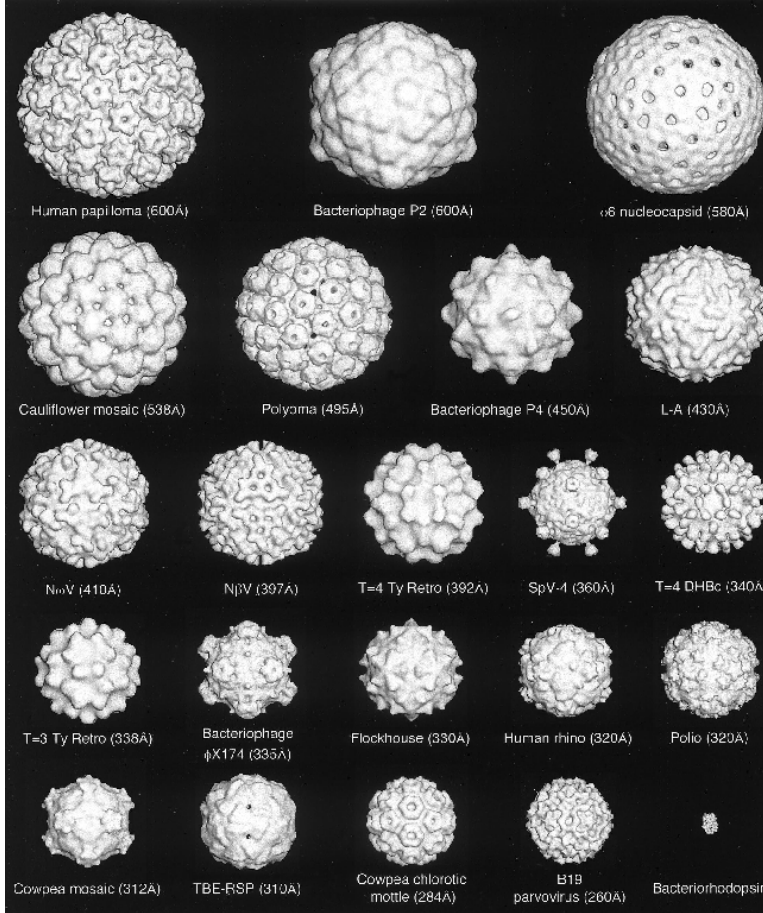 Human papilloma (600Å)
Bacteriophage P2 (600Å)
ɷ6 nucleocapsid (580Å)
Cauliflower mosaic (538Å)
Polyoma (495Å)
Bacteriophage P4 (450Å)
L-A (430Å)
NωV (410Å)
NβV (397Å)
T=4 Ty Retro (392Å)
SpV-4 (360Å)
T=4 DHBc (340Å
T=3 Ty Retro (338Å)
Bacteriophage
ϕX174 (335Å)
Flockhouse (330Å)
Human rhino (320Å)
Polio (320Å)
Cowpea mosaic (312Å)
TBE-RSP (310Å)
Cowpea chlorotic
mottle (284Å)
B19
parvovirus (260Å)
Bacteriorhodopsin